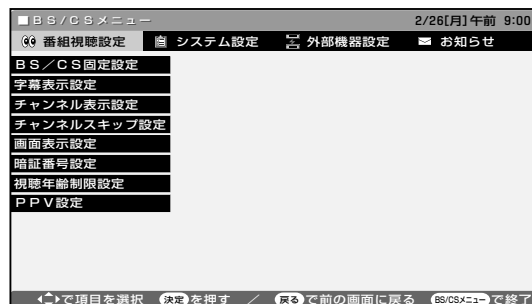 ■BS/CSメニュー 2/26[月]午前 9:00
番組視聴設定 システム設定 外部機器設定 お知らせ
BS/CS固定設定
字幕表示設定
チャンネル表示設定
チャンネルスキップ設定
画面表示設定
暗証番号設定
視聴年齢制限設定
PPV設定
で項目を選択 決定を押す / 戻るで前の画面に戻る BS/CSメニューで終了